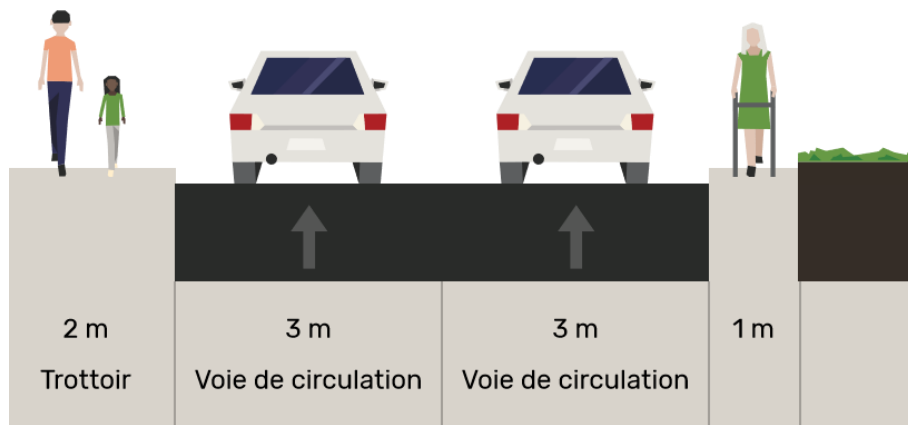 2 m
Trottoir
3 m
Voie de circulation
3 m
Voie de circulation
1 m